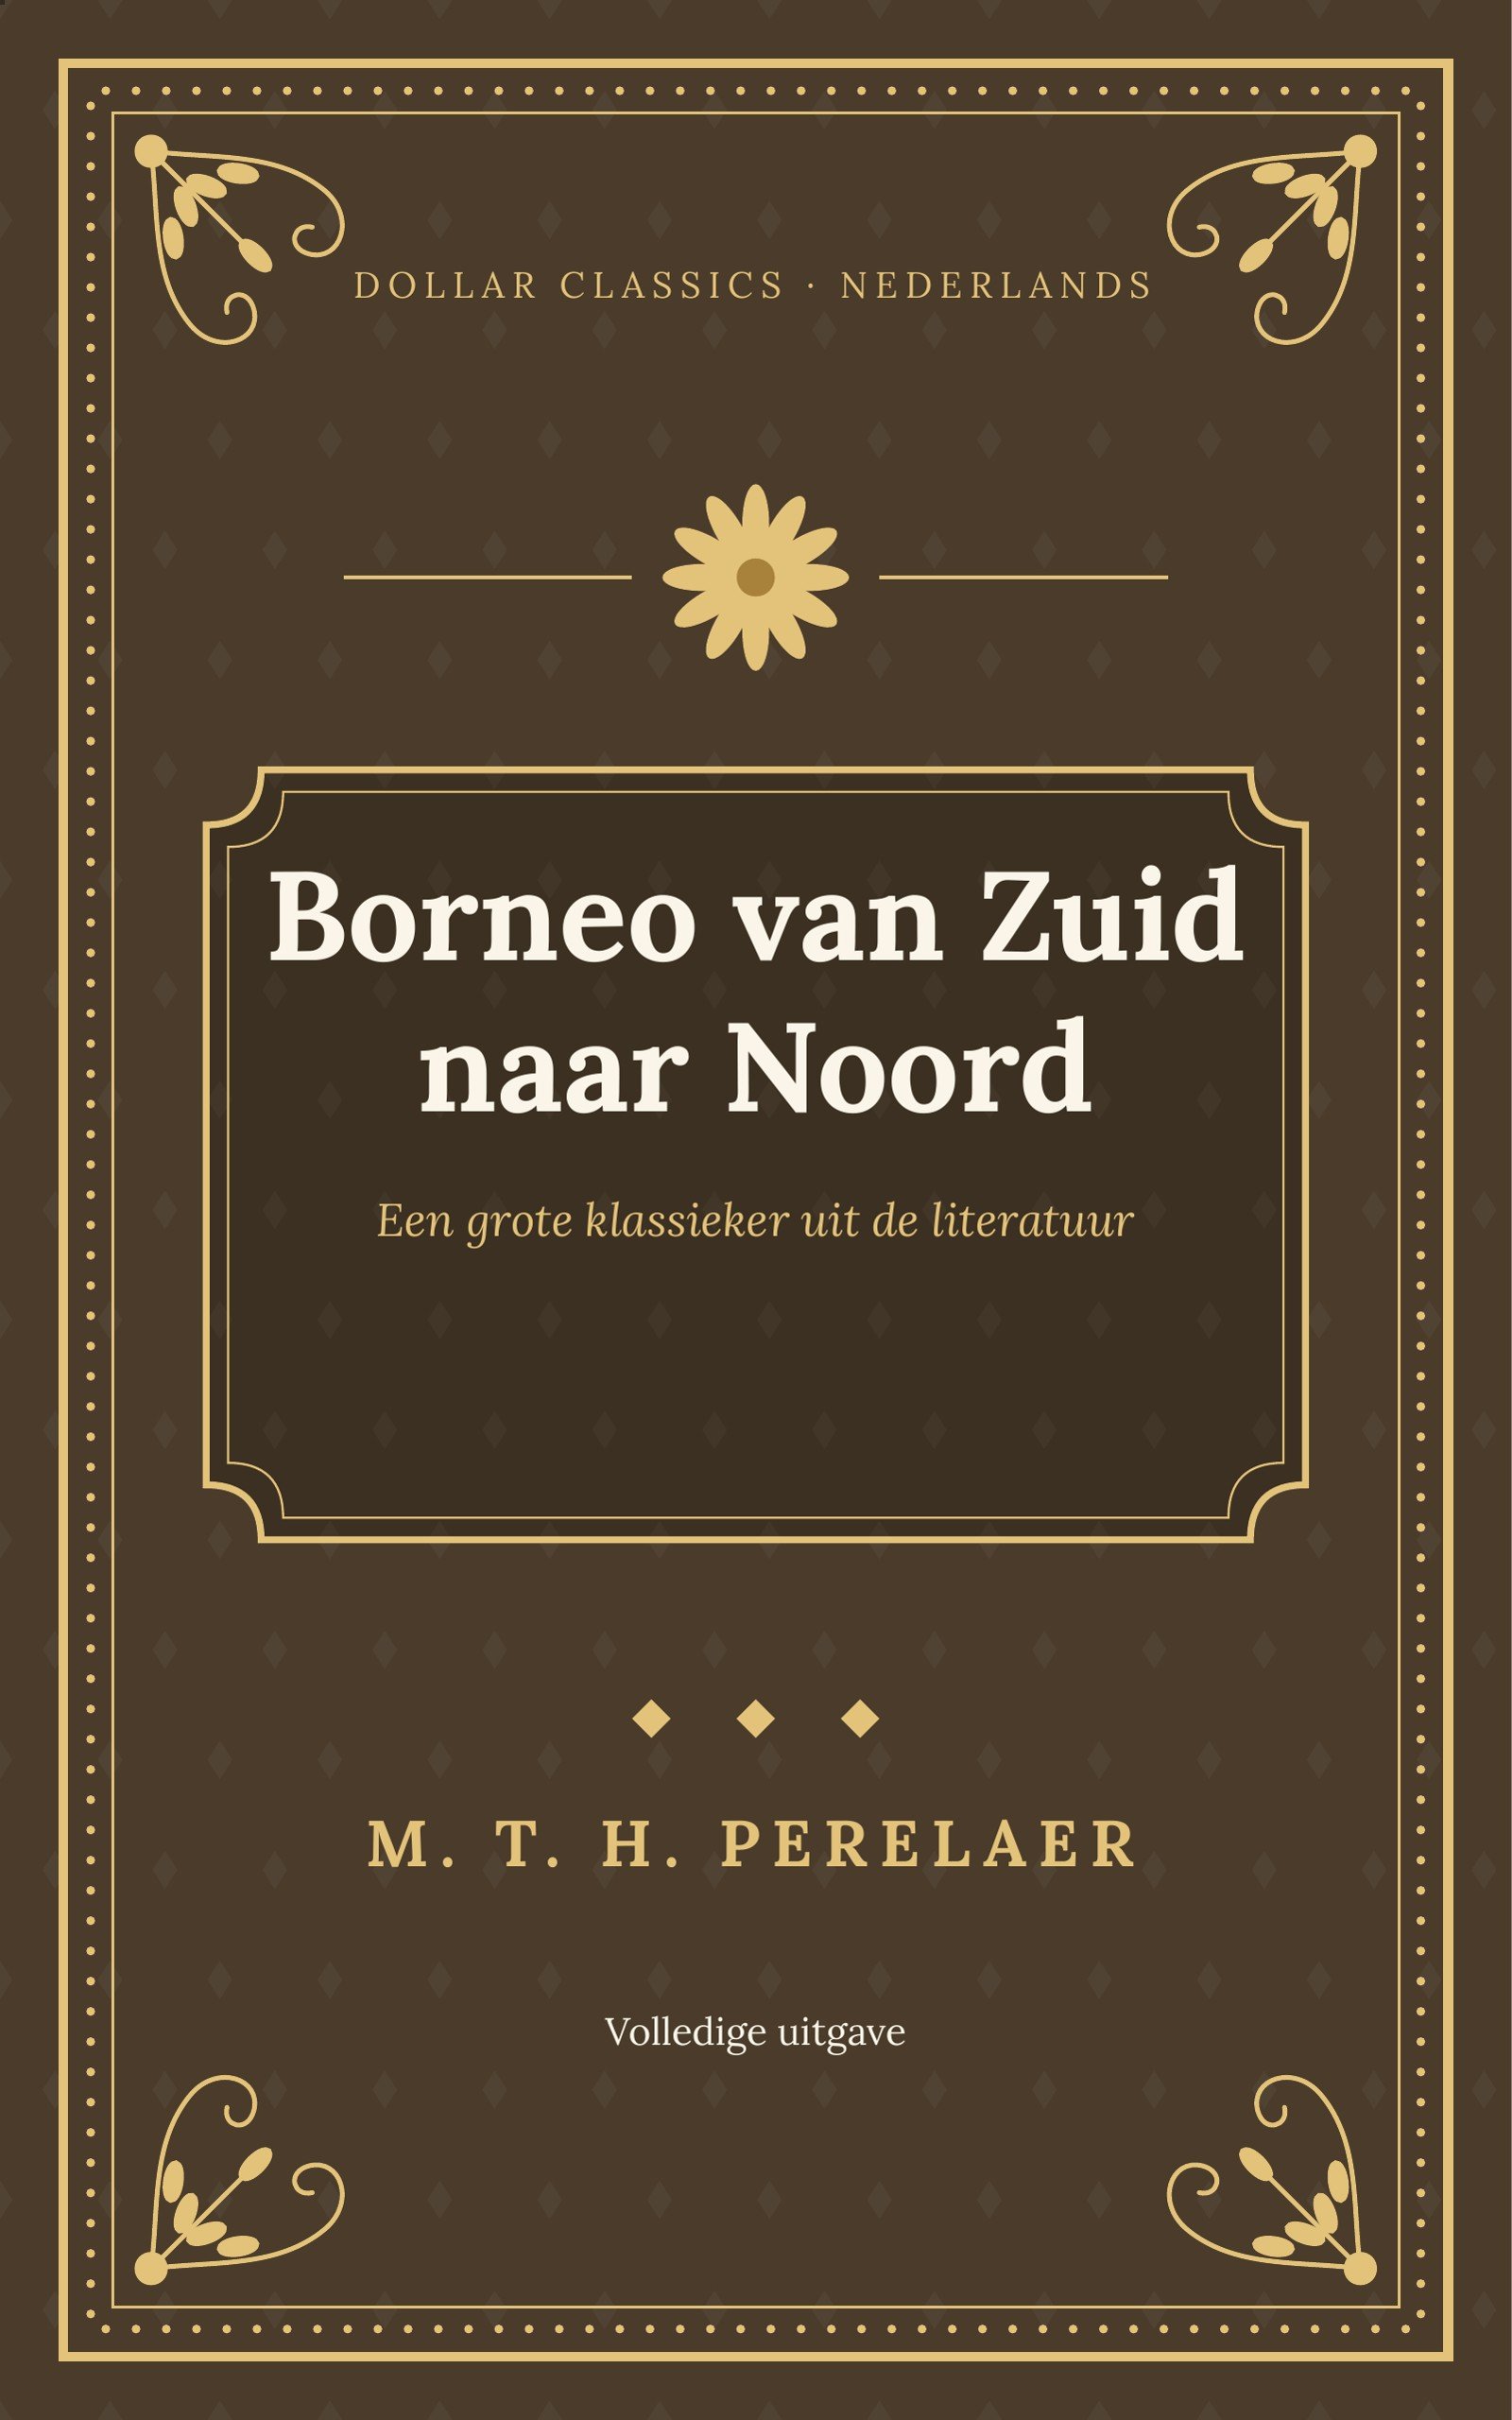 DOLLAR CLASSICS · NEDERLANDS
Borneo van Zuid
naar Noord
Een grote klassieker uit de literatuur
M. T. H. PERELAER
Volledige uitgave